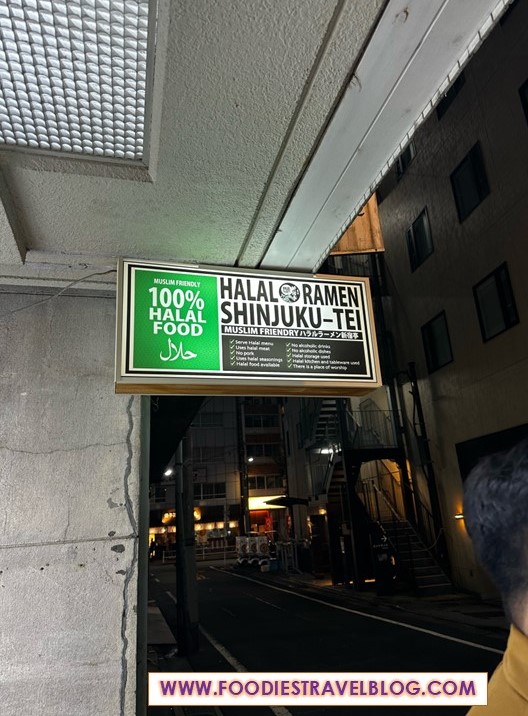 MUSLIM FRIENDLY
100%
HALAL
FOOD
حلال
HALAL RAMEN
SHINJUKU-TEI
MUSLIM FRIENDRY ハラルラーメン新宿亭
✓ Serve Halal menu
✓ Uses halal meat
✓ No pork
✓ Uses halal seasonings
✓ Halal food available
✓ No alcoholic drinks
✓ No alcoholic dishes
✓ Halal storage used
✓ Halal kitchen and tableware used
✓ There is a place of worship
WWW.FOODIESTRAVELBLOG.COM